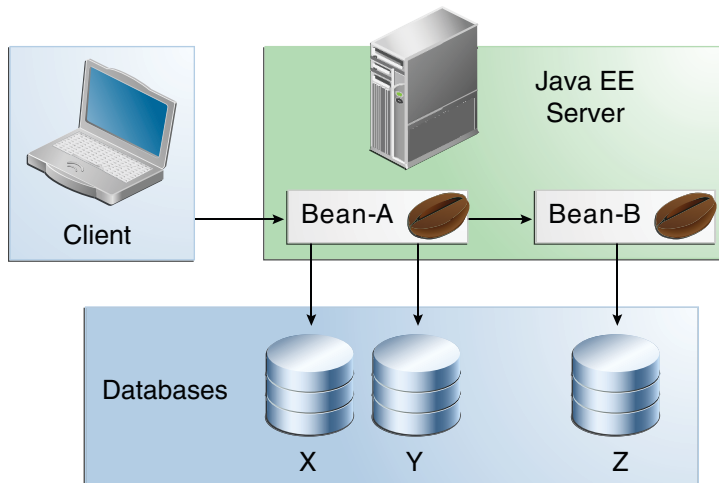 Java EE
Server
Client
Bean-A
Bean-B
Databases
X
Y
Z